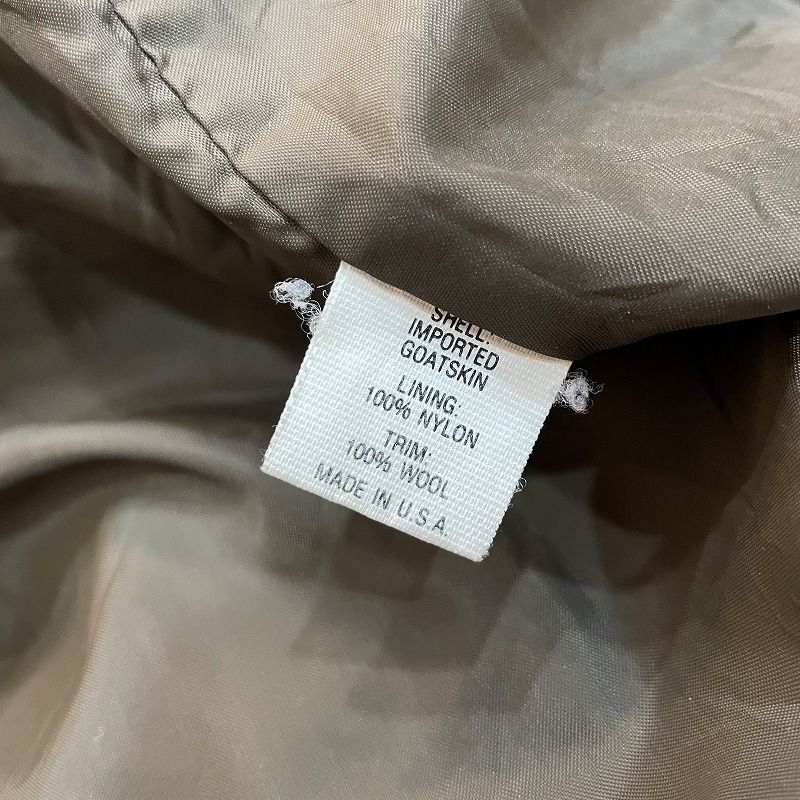 SHELL:
IMPORTED
GOATSKIN
LINING:
100% NYLON
TRIM:
100% WOOL
MADE IN U.S.A.